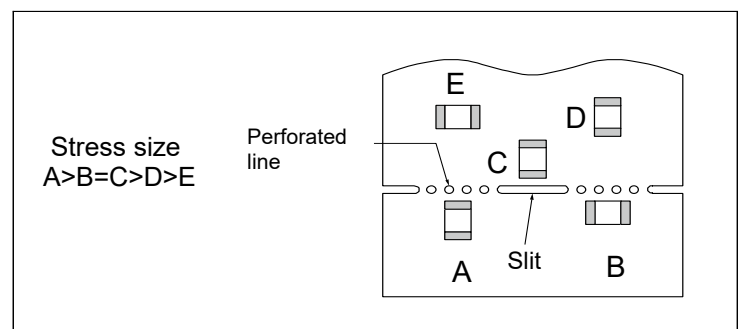 Stress size
A>B=C>D>E
Perforated
line
E
D
C
A
Slit
B